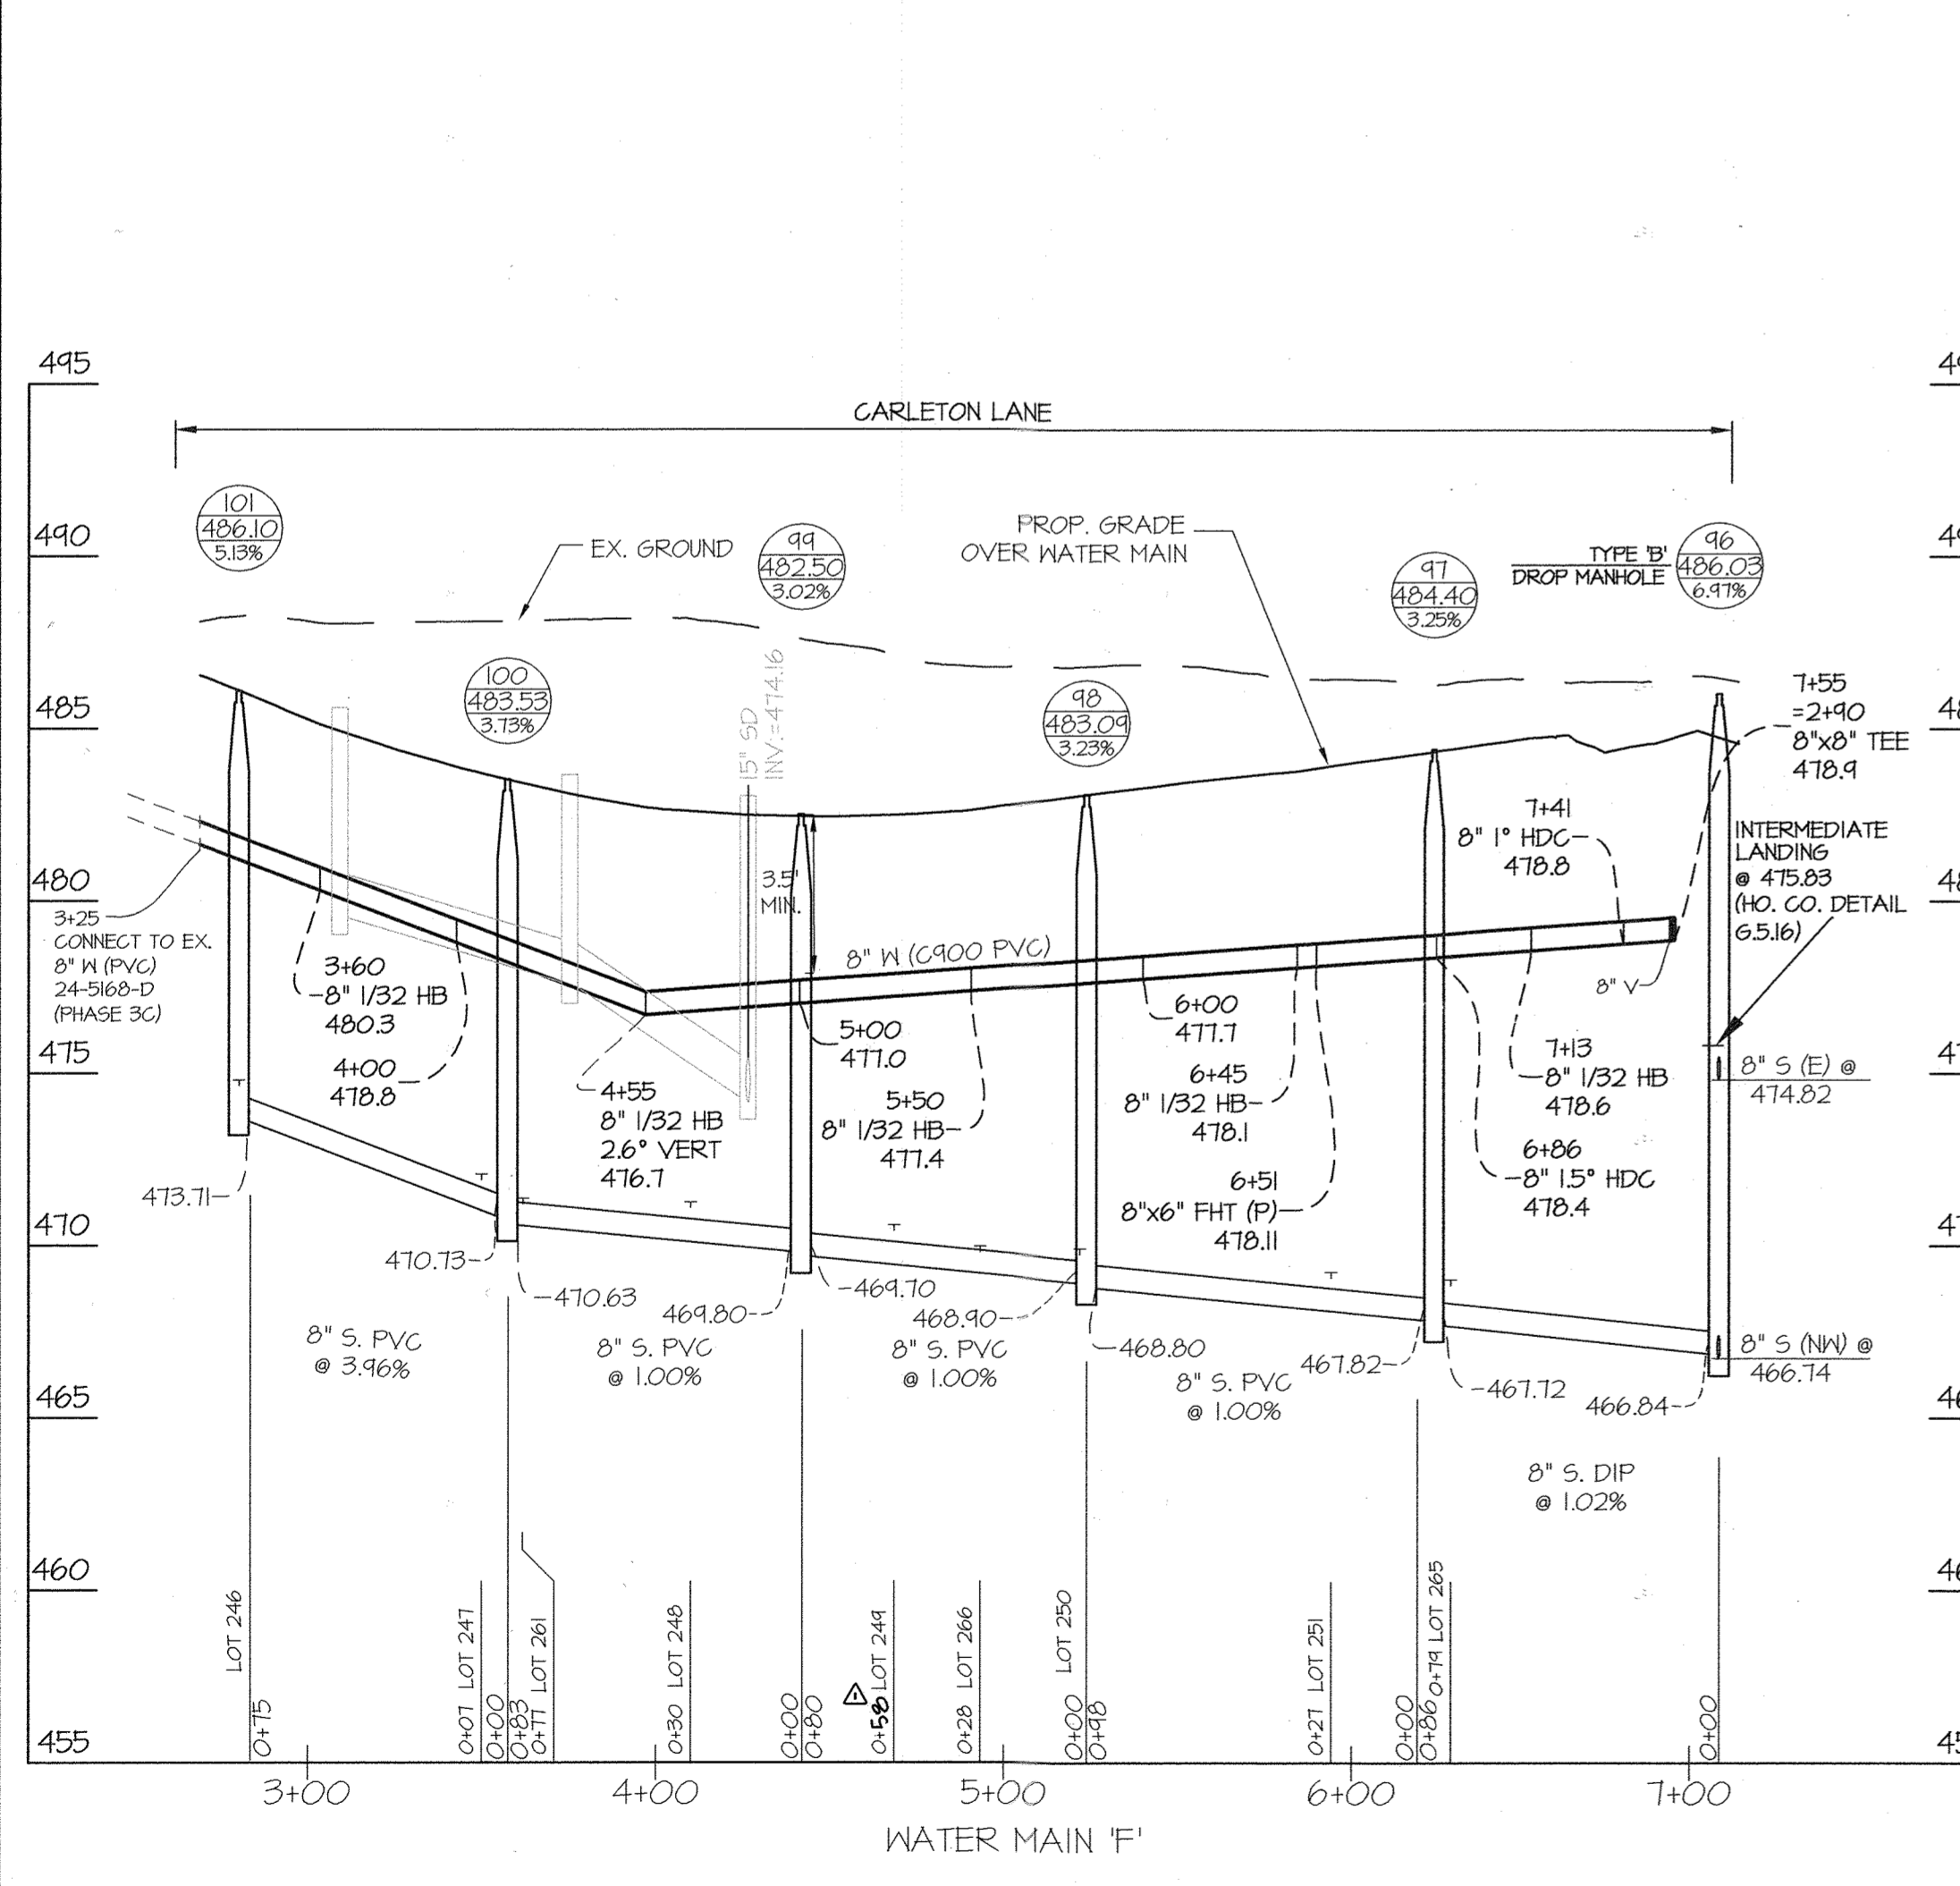 495
49
CARLETON LANE
101
486.10
5.13%
490
49
EX. GROUND
99
482.50
3.02%
PROP. GRADE
OVER WATER MAIN
97
484.40
3.25%
TYPE 'B'
DROP MANHOLE
96
486.03
6.97%
100
483.53
3.73%
15" SD
INV.=474.16
98
483.09
3.23%
485
48
7+55
=2+90
8"x8" TEE
478.9
7+41
8" 1° HDC
478.8
INTERMEDIATE
LANDING
@ 475.83
(HO. CO. DETAIL
G.5.16)
480
48
3.5'
MIN.
3+25
CONNECT TO EX.
8" W (PVC)
24-5168-D
(PHASE 3C)
8" W (C900 PVC)
3+60
8" 1/32 HB
480.3
4+00
478.8
8" V
475
47
4+55
8" 1/32 HB
2.6° VERT
476.7
5+00
477.0
5+50
8" 1/32 HB
477.4
6+00
477.7
6+45
8" 1/32 HB
478.1
6+51
8"x6" FHT (P)
478.11
7+13
8" 1/32 HB
478.6
6+86
8" 1.5° HDC
478.4
8" S (E) @
474.82
473.71
470
47
470.73
470.63
469.80
469.70
468.90
468.80
467.82
467.72
466.84
8" S (NW) @
466.74
8" S. PVC
@ 3.96%
8" S. PVC
@ 1.00%
8" S. PVC
@ 1.00%
8" S. PVC
@ 1.00%
8" S. DIP
@ 1.02%
465
46
460
46
LOT 246
0+75
0+07 LOT 247
0+00
0+83
0+77 LOT 261
0+30 LOT 248
0+00
0+80
0+58 LOT 249
0+28 LOT 266
LOT 250
0+00
0+98
0+27 LOT 251
0+00
0+86
0+79 LOT 265
0+00
455
45
3+00
4+00
5+00
6+00
7+00
WATER MAIN 'F'